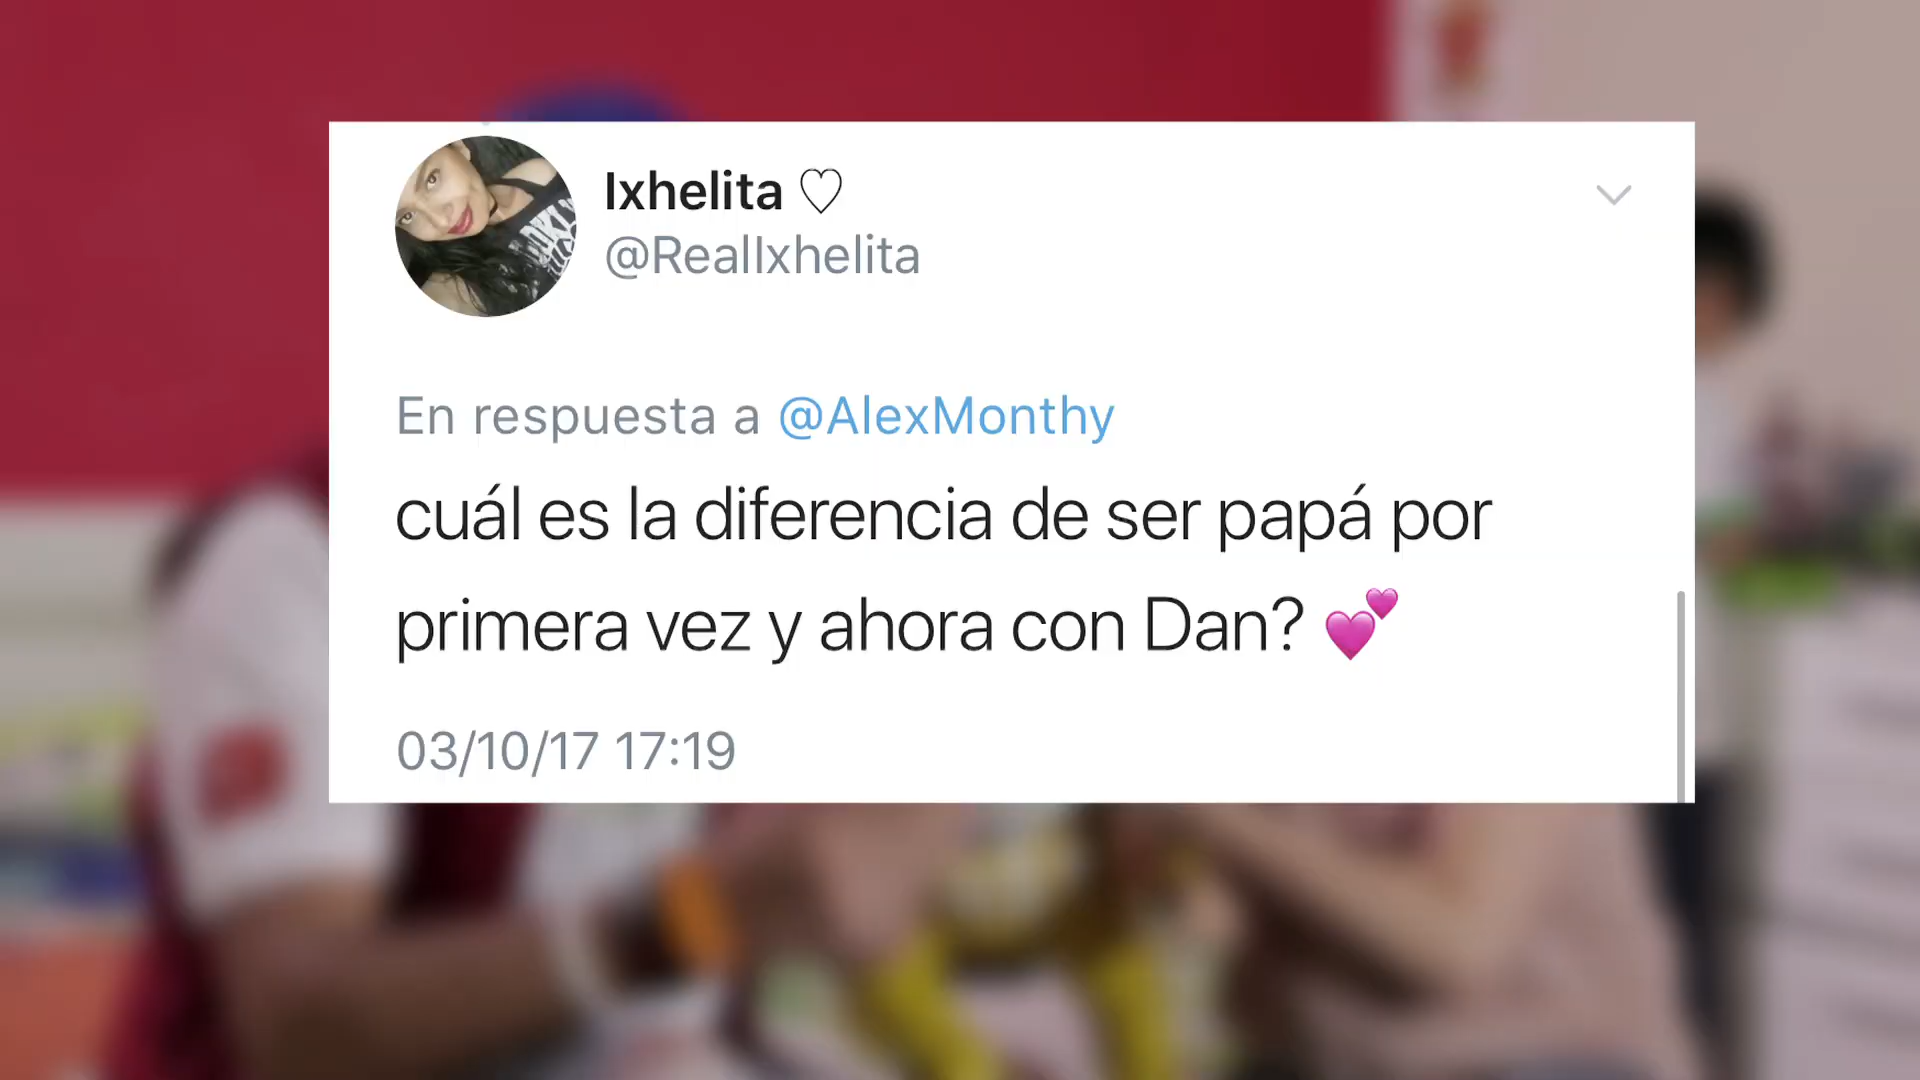 Ixhelita ♡
@RealIxhelita
En respuesta a @AlexMonthy
cuál es la diferencia de ser papá por
primera vez y ahora con Dan? 💕
03/10/17 17:19